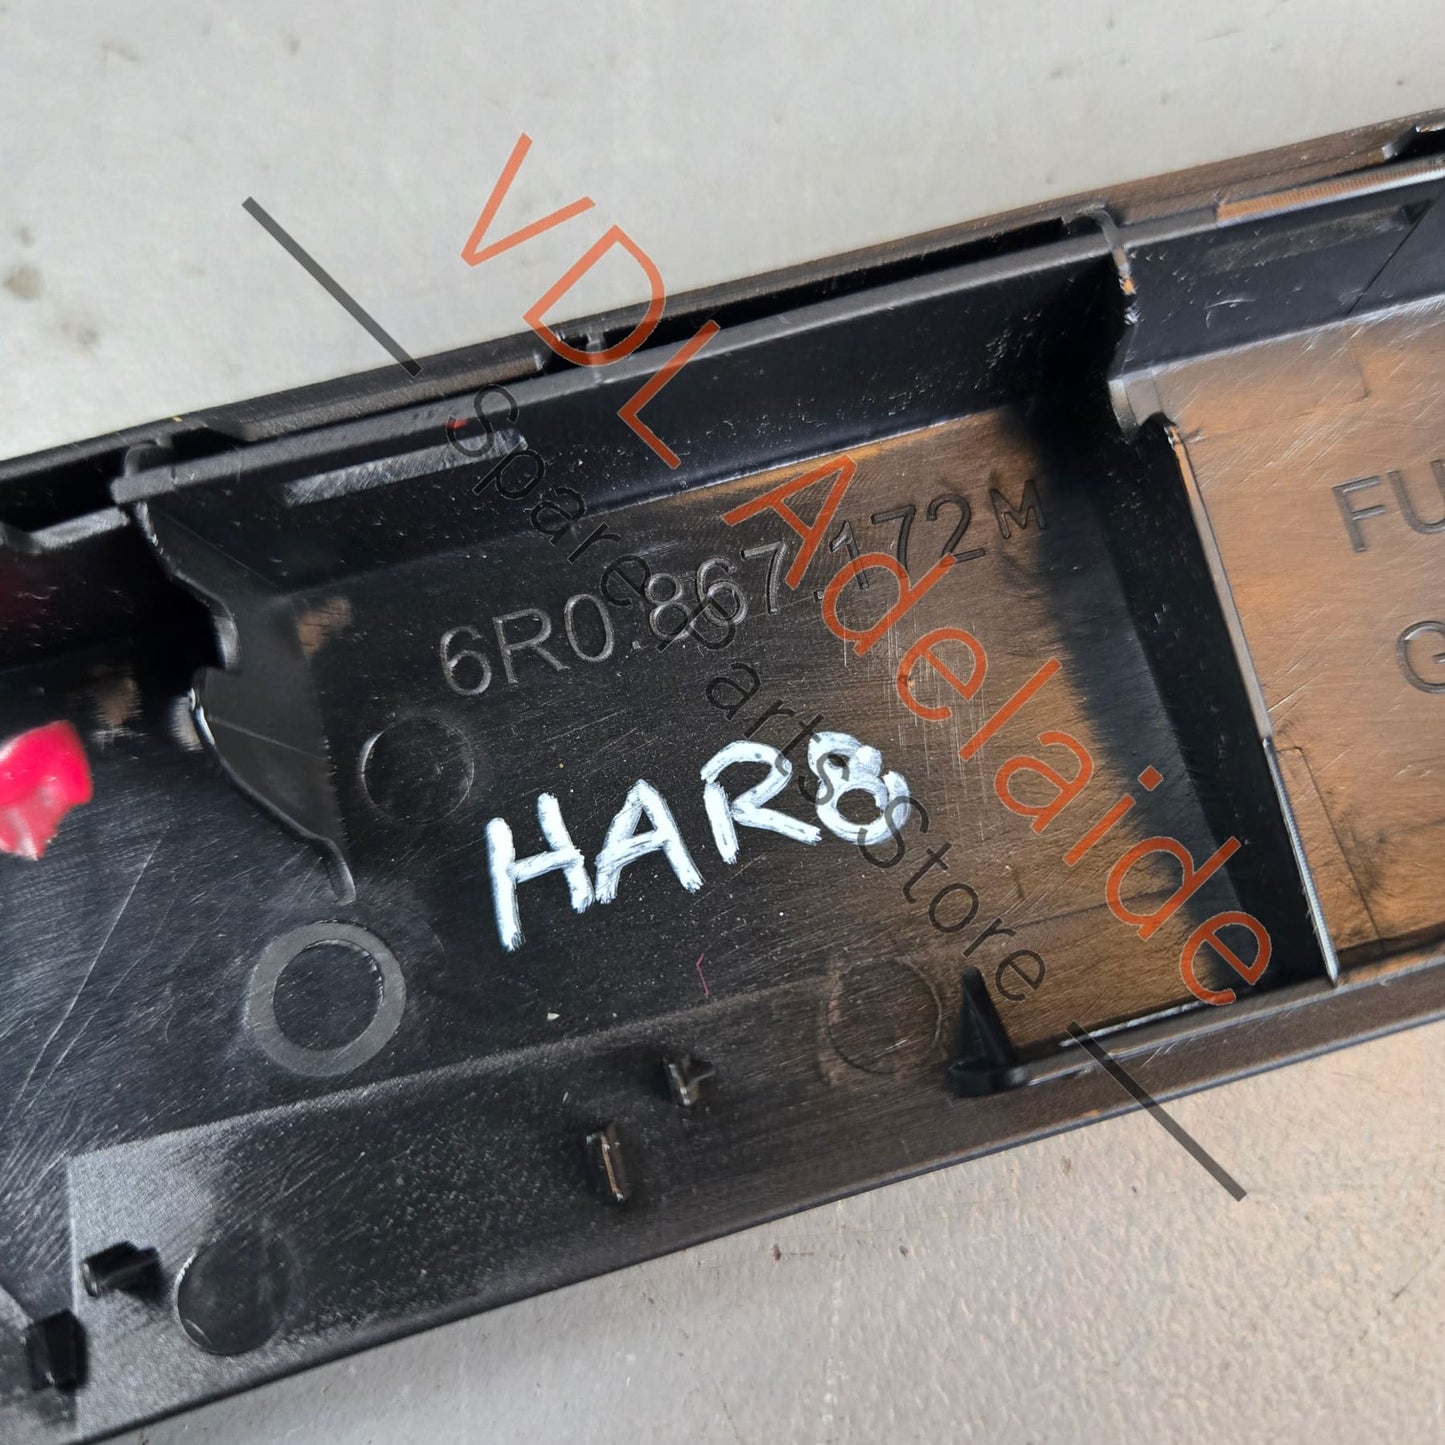 VDL Adelaide
Spare Parts Store
6R0.867.172 M
FU
G
HAR8